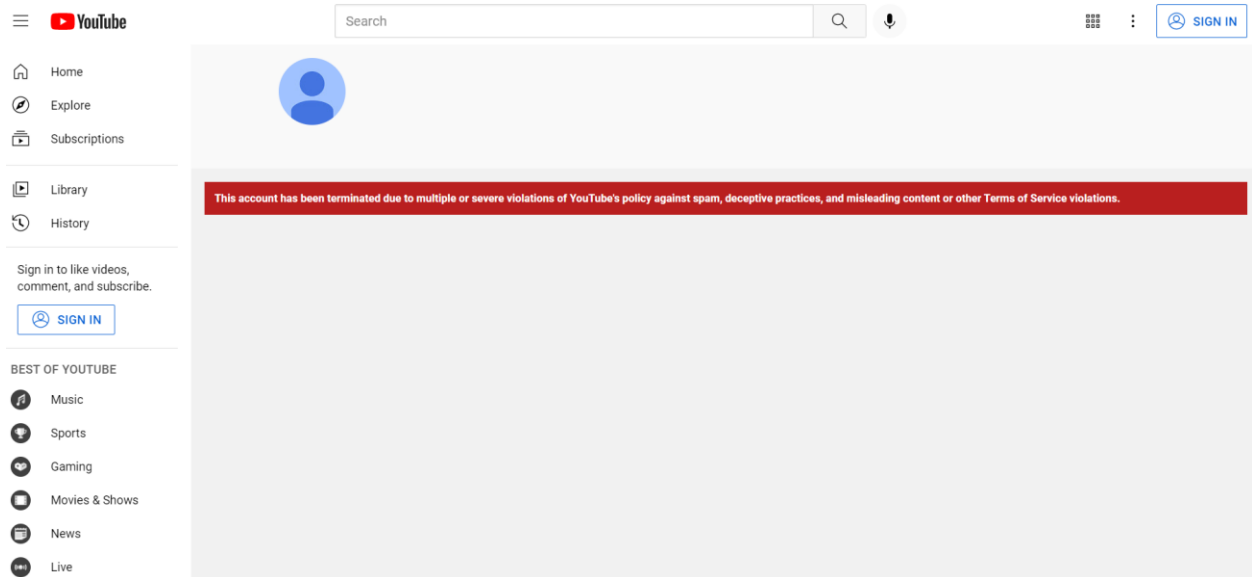 YouTube
Search
SIGN IN
Home
Explore
Subscriptions
Library
History
Sign in to like videos,
comment, and subscribe.
SIGN IN
BEST OF YOUTUBE
Music
Sports
Gaming
Movies & Shows
News
Live
This account has been terminated due to multiple or severe violations of YouTube's policy against spam, deceptive practices, and misleading content or other Terms of Service violations.